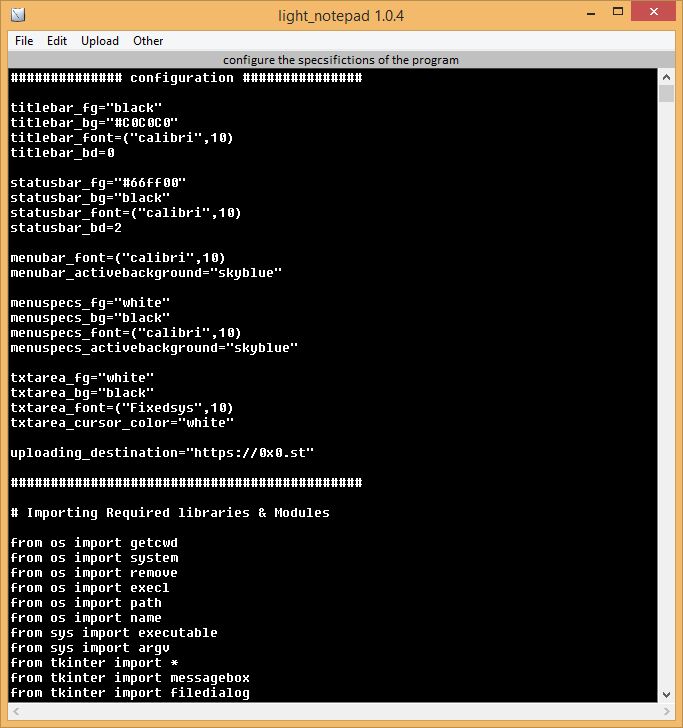 light_notepad 1.0.4
File Edit Upload Other
configure the specsifictions of the program
############## configuration ###############
titlebar_fg="black"
titlebar_bg="#C0C0C0"
titlebar_font=("calibri",10)
titlebar_bd=0
statusbar_fg="#66ff00"
statusbar_bg="black"
statusbar_font=("calibri",10)
statusbar_bd=2
menubar_font=("calibri",10)
menubar_activebackground="skyblue"
menuspecs_fg="white"
menuspecs_bg="black"
menuspecs_font=("calibri",10)
menuspecs_activebackground="skyblue"
txtarea_fg="white"
txtarea_bg="black"
txtarea_font=("Fixedsys",10)
txtarea_cursor_color="white"
uploading_destination="https://0x0.st"
############################################
# Importing Required libraries & Modules
from os import getcwd
from os import system
from os import remove
from os import execl
from os import path
from os import name
from sys import executable
from sys import argv
from tkinter import *
from tkinter import messagebox
from tkinter import filedialog